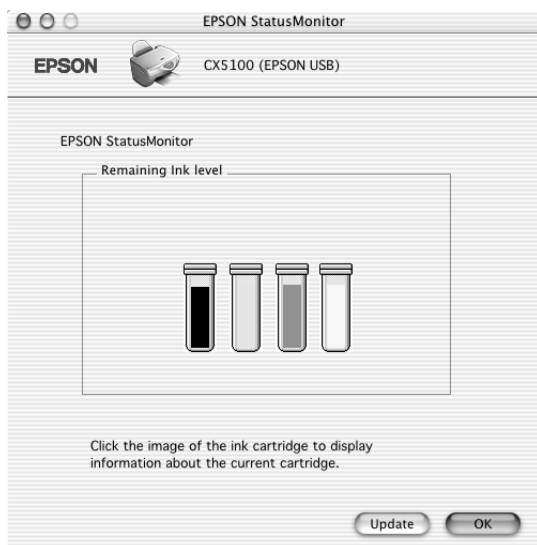 EPSON StatusMonitor
EPSON
CX5100 (EPSON USB)
EPSON StatusMonitor
Remaining Ink level
Click the image of the ink cartridge to display
information about the current cartridge.
Update
OK